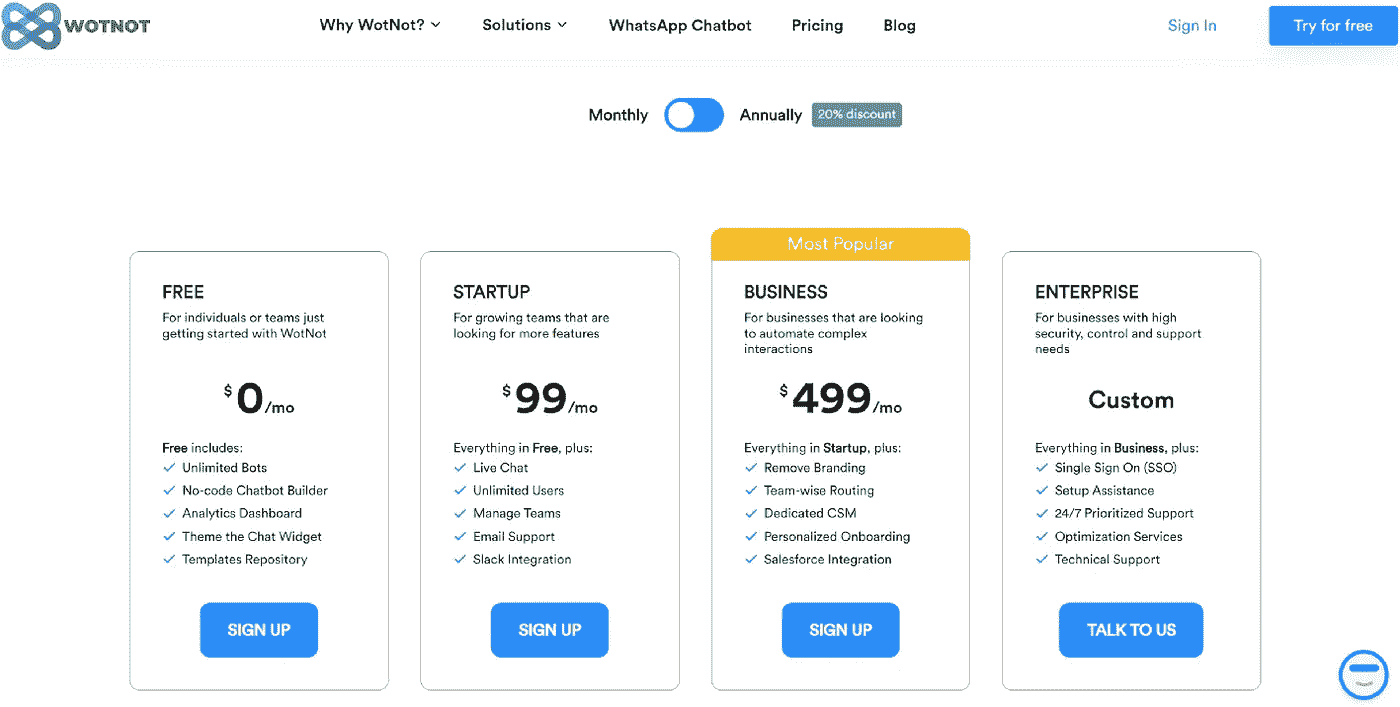 WOTNOT
Why WotNot?
Solutions
WhatsApp Chatbot
Pricing
Blog
Sign In
Try for free
Monthly
Annually
20% discount
FREE
For individuals or teams just
getting started with WotNot
$0/mo
Free includes:
Unlimited Bots
No-code Chatbot Builder
Analytics Dashboard
Theme the Chat Widget
Templates Repository
SIGN UP
STARTUP
For growing teams that are
looking for more features
$99/mo
Everything in Free, plus:
Live Chat
Unlimited Users
Manage Teams
Email Support
Slack Integration
SIGN UP
Most Popular
BUSINESS
For businesses that are looking
to automate complex
interactions
$499/mo
Everything in Startup, plus:
Remove Branding
Team-wise Routing
Dedicated CSM
Personalized Onboarding
Salesforce Integration
SIGN UP
ENTERPRISE
For businesses with high
security, control and support
needs
Custom
Everything in Business, plus:
Single Sign On (SSO)
Setup Assistance
24/7 Prioritized Support
Optimization Services
Technical Support
TALK TO US